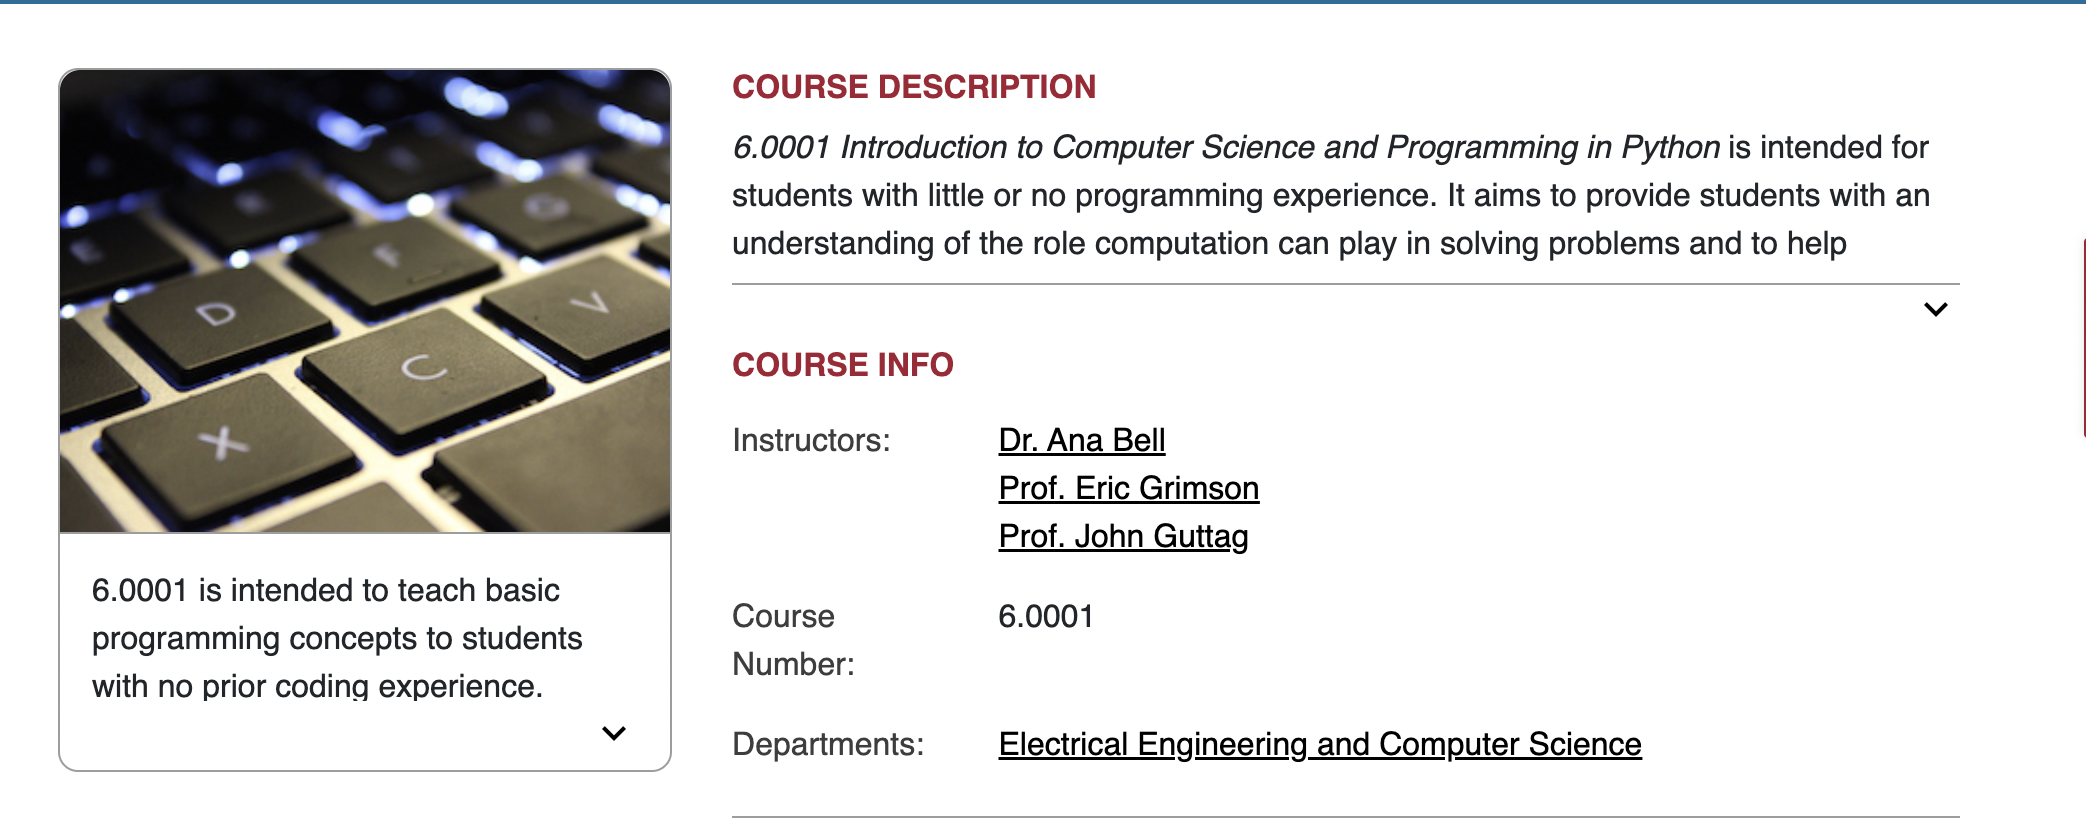 D
F
V
C
X
E
R
G
6.0001 is intended to teach basic
programming concepts to students
with no prior coding experience.
COURSE DESCRIPTION
6.0001 Introduction to Computer Science and Programming in Python is intended for
students with little or no programming experience. It aims to provide students with an
understanding of the role computation can play in solving problems and to help
COURSE INFO
Instructors:
Dr. Ana Bell
Prof. Eric Grimson
Prof. John Guttag
Course
Number:
6.0001
Departments:
Electrical Engineering and Computer Science